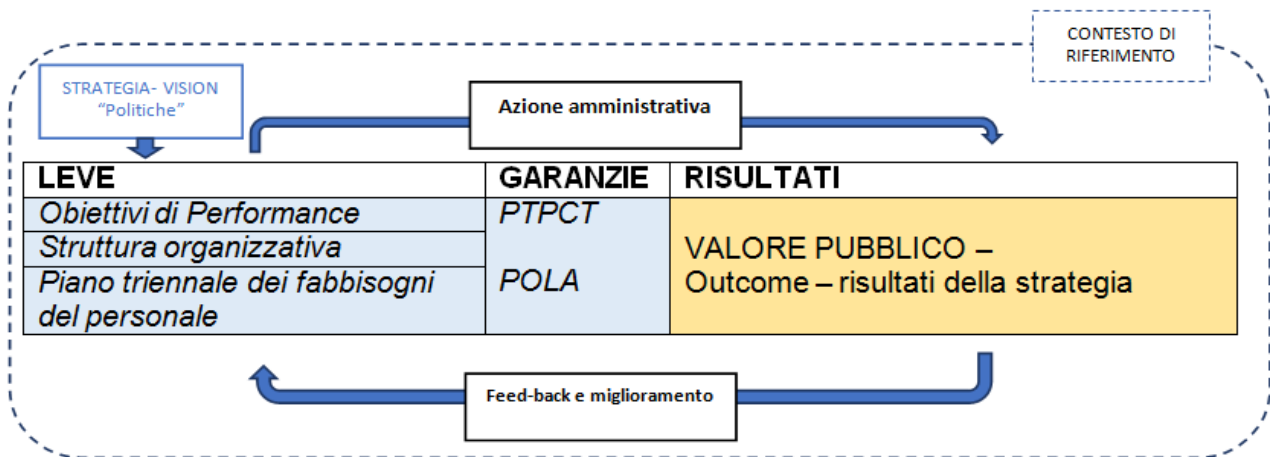 CONTESTO DI
RIFERIMENTO
STRATEGIA- VISION
“Politiche”
Azione amministrativa
LEVE GARANZIE RISULTATI
Obiettivi di Performance PTPCT
Struttura organizzativa
VALORE PUBBLICO –
Piano triennale dei fabbisogni POLA Outcome – risultati della strategia
del personale
Feed-back e miglioramento